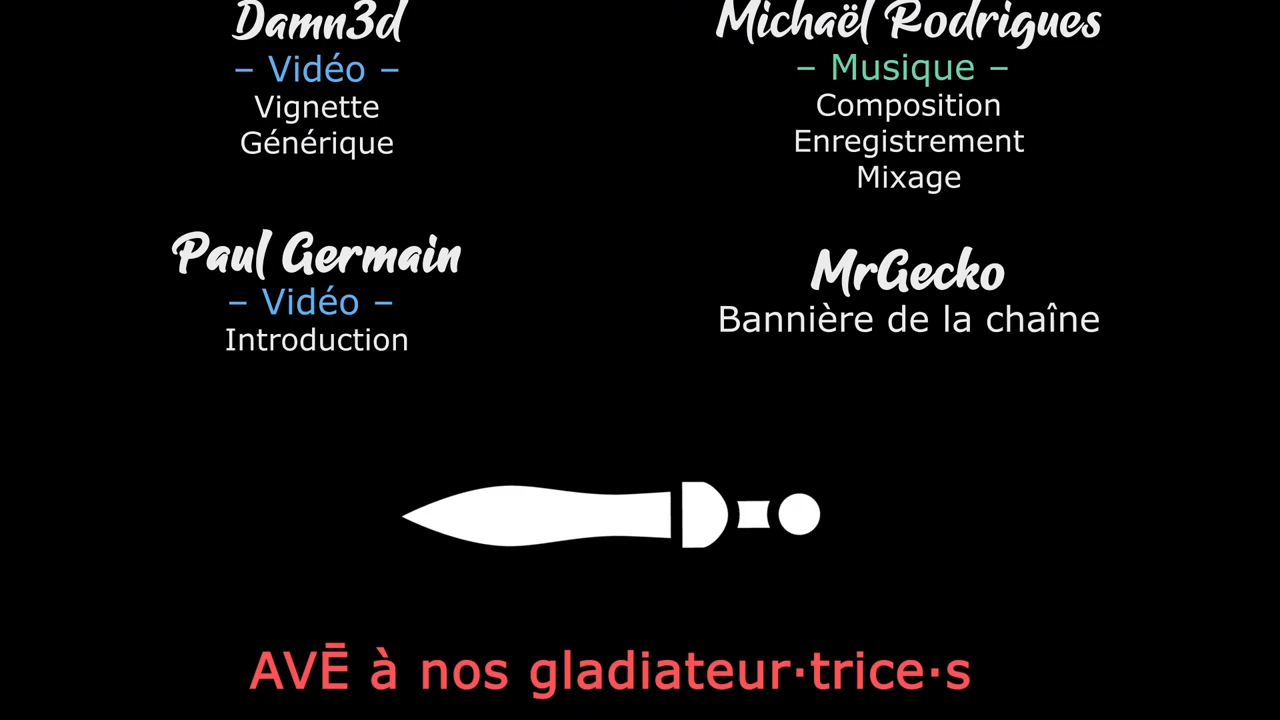 Damn3d
– Vidéo –
Vignette
Générique
Michaël Rodrigues
– Musique –
Composition
Enregistrement
Mixage
Paul Germain
– Vidéo –
Introduction
MrGecko
Bannière de la chaîne
AVĒ à nos gladiateur·trice·s